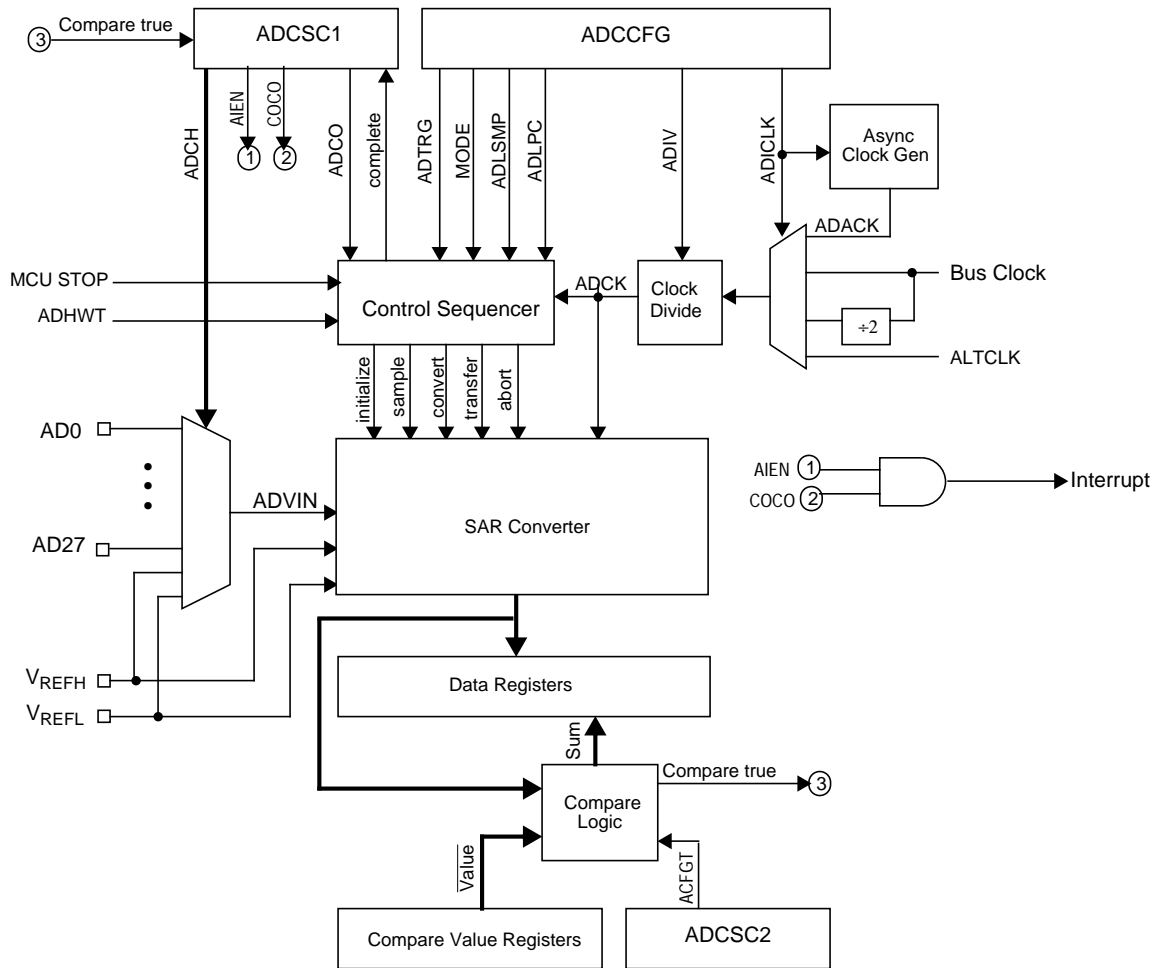 3 Compare true
ADCSC1
ADCCFG
ADCH
AIEN
COCO
1
2
ADCO
complete
ADTRG
MODE
ADLSMP
ADLPC
ADIV
ADICLK
Async
Clock Gen
ADACK
MCU STOP
ADHWT
Control Sequencer
ADCK
Clock
Divide
Bus Clock
÷2
ALTCLK
initialize
sample
convert
transfer
abort
AD0
•
•
•
AD27
ADVIN
SAR Converter
AIEN 1
COCO 2
Interrupt
VREFH
VREFL
Data Registers
Sum
Compare true
3
Compare
Logic
Value
ACFGT
Compare Value Registers
ADCSC2